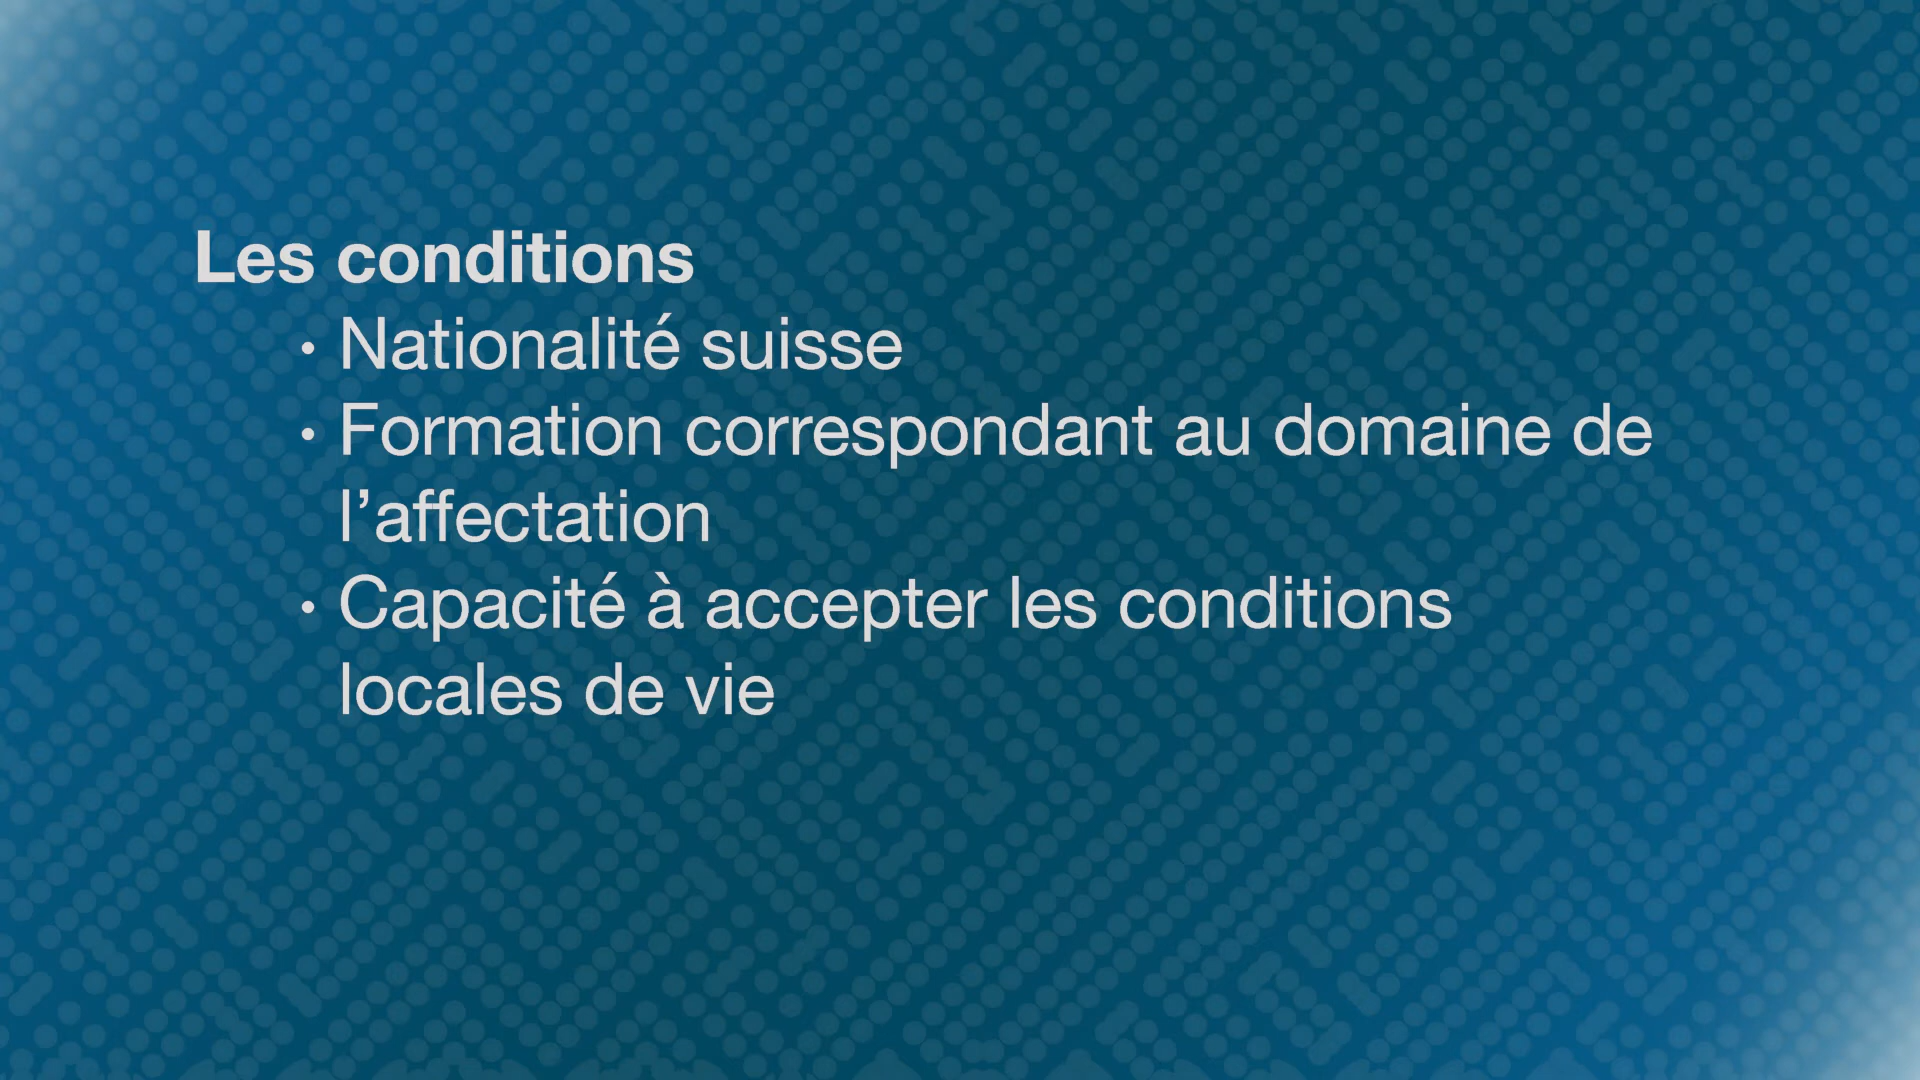 Les conditions
• Nationalité suisse
• Formation correspondant au domaine de
l’affectation
• Capacité à accepter les conditions
locales de vie